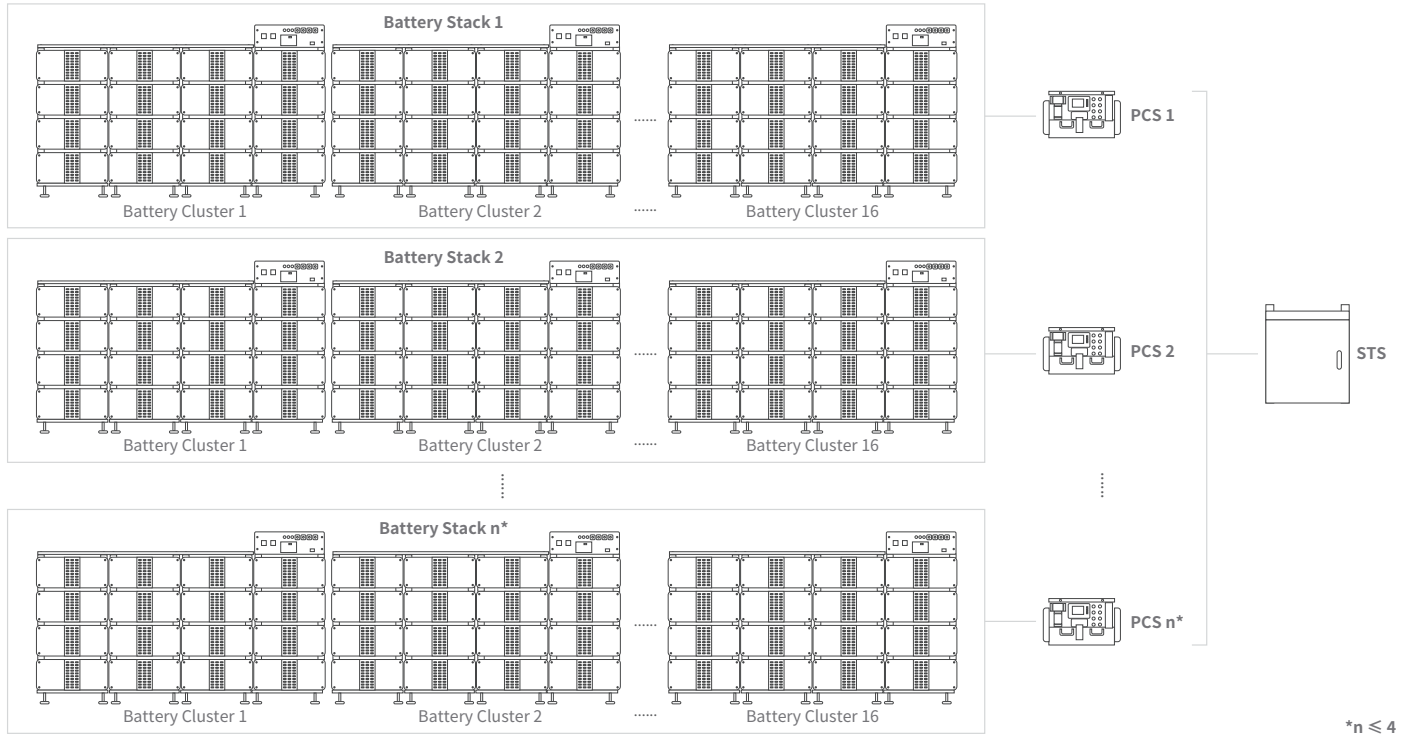 Battery Stack 1
......
PCS 1
Battery Cluster 1
Battery Cluster 2
......
Battery Cluster 16
Battery Stack 2
......
PCS 2
STS
Battery Cluster 1
Battery Cluster 2
......
Battery Cluster 16
......
......
Battery Stack n*
......
PCS n*
Battery Cluster 1
Battery Cluster 2
......
Battery Cluster 16
*n ⩽ 4